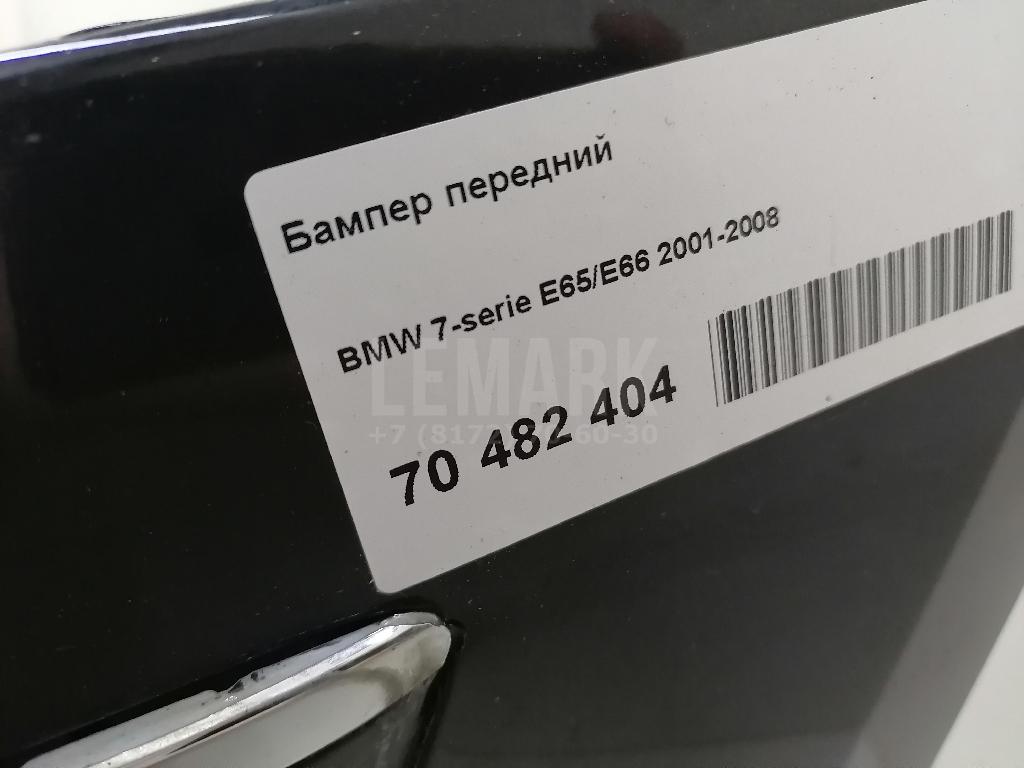 Бампер передний
BMW 7-serie E65/E66 2001-2008
LEMARK
70 482 404